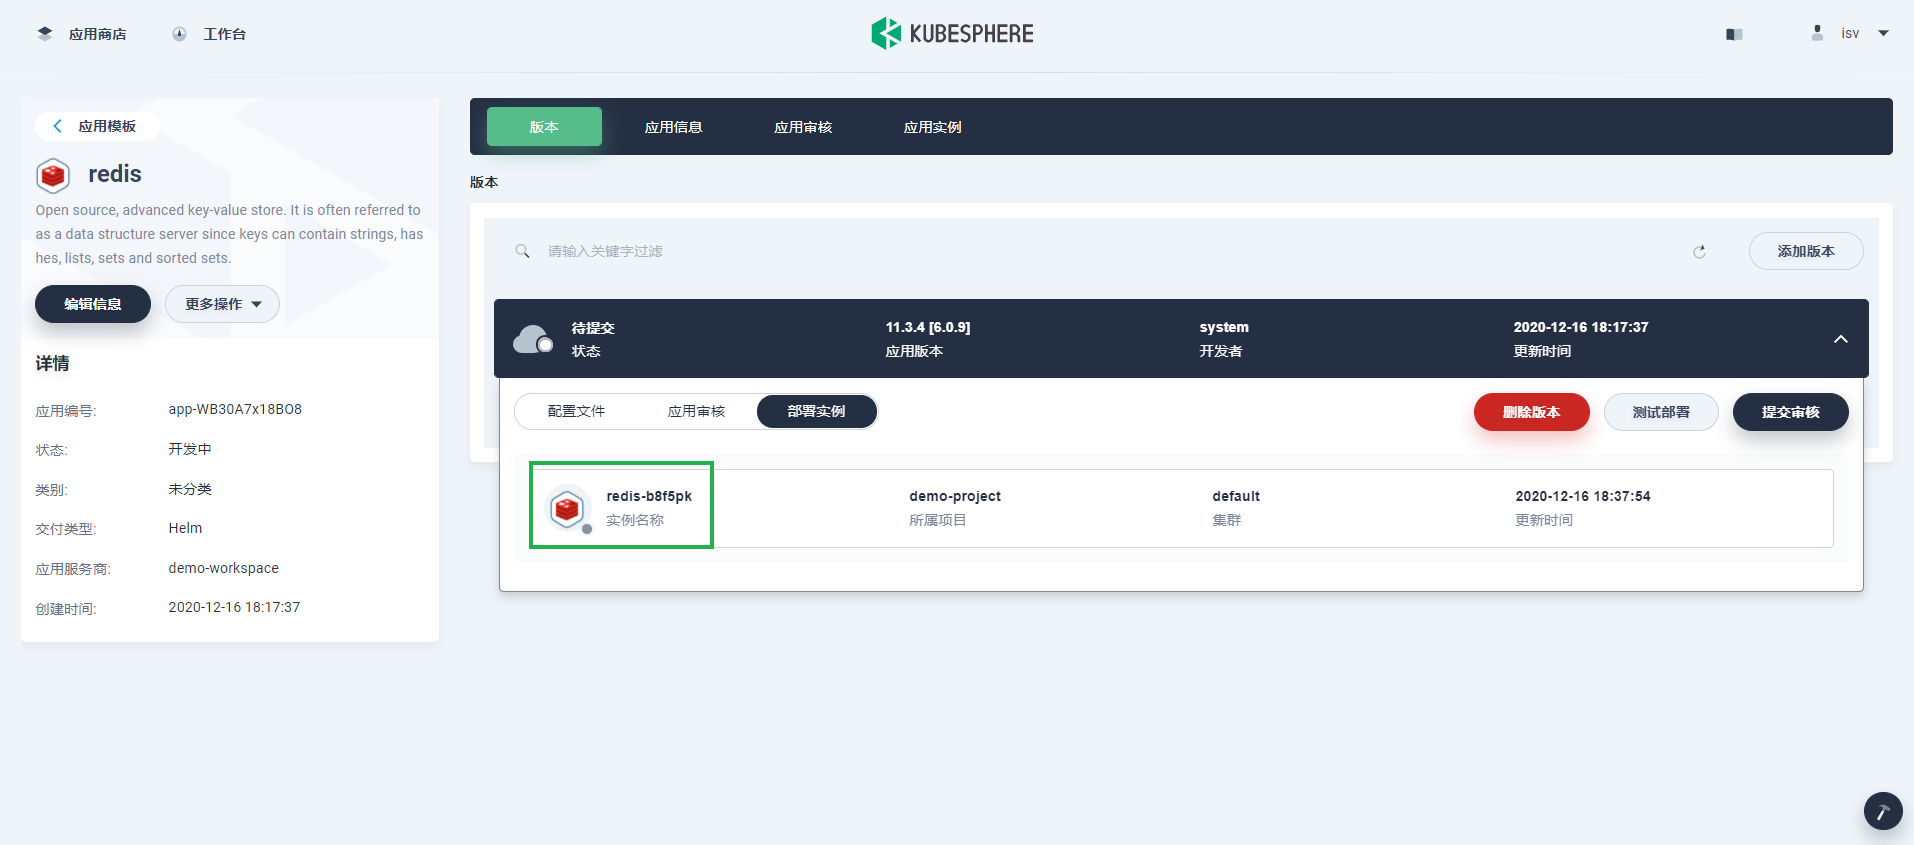 应用商店
工作台
KUBESPHERE
isv
应用模板
redis
Open source, advanced key-value store. It is often referred to
as a data structure server since keys can contain strings, has
hes, lists, sets and sorted sets.
编辑信息
更多操作
详情
应用编号:
app-WB30A7x18BO8
状态:
开发中
类别:
未分类
交付类型:
Helm
应用服务商:
demo-workspace
创建时间:
2020-12-16 18:17:37
版本
应用信息
应用审核
应用实例
版本
请输入关键字过滤
添加版本
待提交
状态
11.3.4 [6.0.9]
应用版本
system
开发者
2020-12-16 18:17:37
更新时间
配置文件
应用审核
部署实例
删除版本
测试部署
提交审核
redis-b8f5pk
实例名称
demo-project
所属项目
default
集群
2020-12-16 18:37:54
更新时间